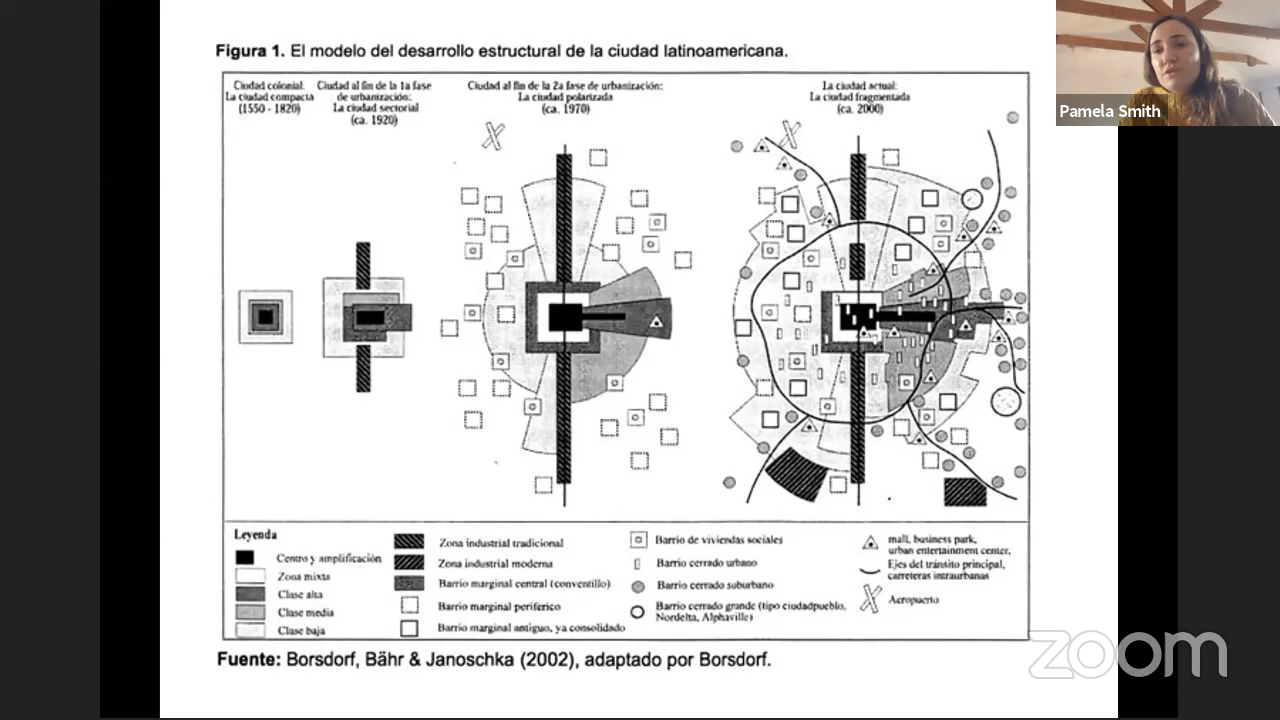 Figura 1. El modelo del desarrollo estructural de la ciudad latinoamericana.
Pamela Smith
Ciudad colonial:
La ciudad compacta
(1550 - 1820)
Ciudad al fin de la 1a fase
de urbanización:
La ciudad sectorial
(ca. 1920)
Ciudad al fin de la 2a fase de urbanización:
La ciudad polarizada
(ca. 1970)
La ciudad actual:
La ciudad fragmentada
(ca. 2000)
Leyenda
Centro y amplificación
Zona mixta
Clase alta
Clase media
Clase baja
Zona industrial tradicional
Zona industrial moderna
Barrio marginal central (conventillo)
Barrio marginal periferico
Barrio marginal antiguo, ya consolidado
Barrio de viviendas sociales
Barrio cerrado urbano
Barrio cerrado suburbano
Barrio cerrado grande (tipo ciudadpueblo,
Nordelta, Alphaville)
mall, business park,
urban entertainment center,
Ejes del tránsito principal,
carreteras intraurbanas
Aeropuerto
Fuente: Borsdorf, Bähr & Janoschka (2002), adaptado por Borsdorf.
zoom